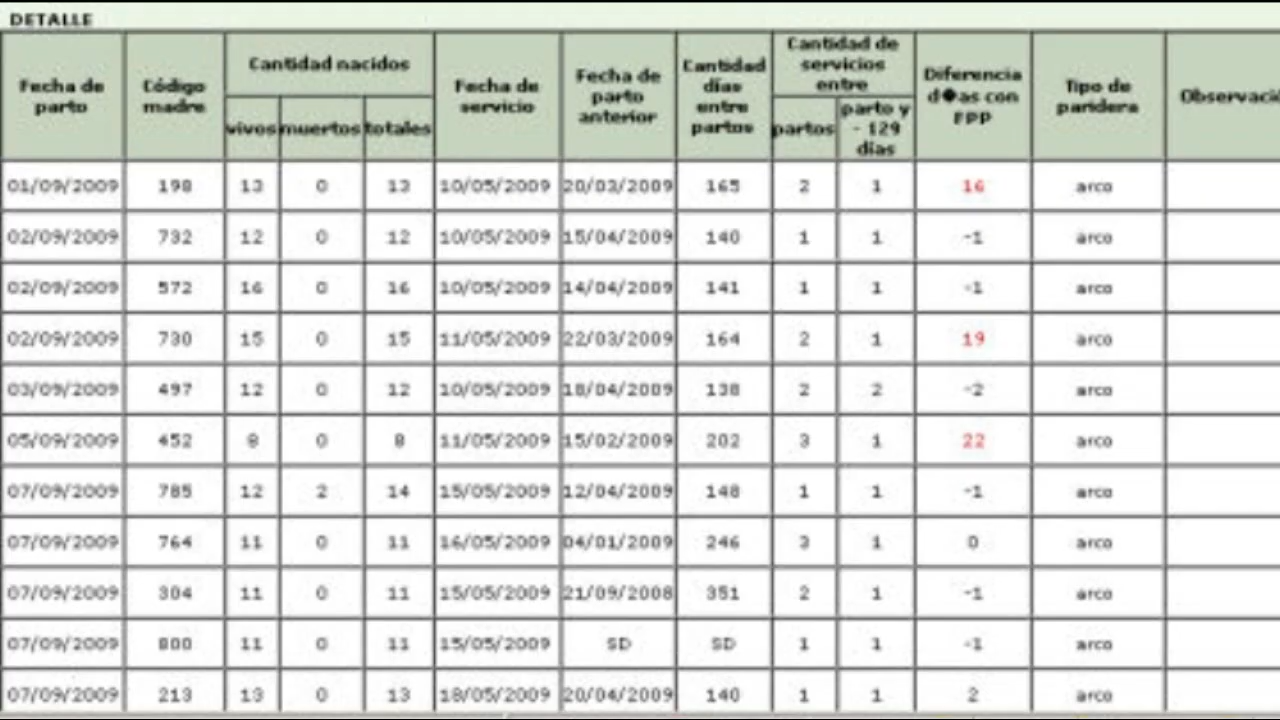 DETALLE
Fecha de parto Código madre Cantidad nacidos Fecha de servicio Fecha de parto anterior Cantidad días entre partos Cantidad de servicios entre Diferencia d�as con FPP Tipo de paridera
vivos muertos totales partos parto y - 129 días
01/09/2009 198 13 0 13 10/05/2009 20/03/2009 165 2 1 16 arco
02/09/2009 732 12 0 12 10/05/2009 15/04/2009 140 1 1 -1 arco
02/09/2009 572 16 0 16 10/05/2009 14/04/2009 141 1 1 -1 arco
02/09/2009 730 15 0 15 11/05/2009 22/03/2009 164 2 1 19 arco
03/09/2009 497 12 0 12 10/05/2009 18/04/2009 138 2 2 -2 arco
05/09/2009 452 8 0 8 11/05/2009 15/02/2009 202 3 1 22 arco
07/09/2009 785 12 2 14 15/05/2009 12/04/2009 148 1 1 -1 arco
07/09/2009 764 11 0 11 16/05/2009 04/01/2009 246 3 1 0 arco
07/09/2009 304 11 0 11 15/05/2009 21/09/2008 351 2 1 -1 arco
07/09/2009 800 11 0 11 15/05/2009 SD SD 1 1 -1 arco
07/09/2009 213 13 0 13 18/05/2009 20/04/2009 140 1 1 2 arco